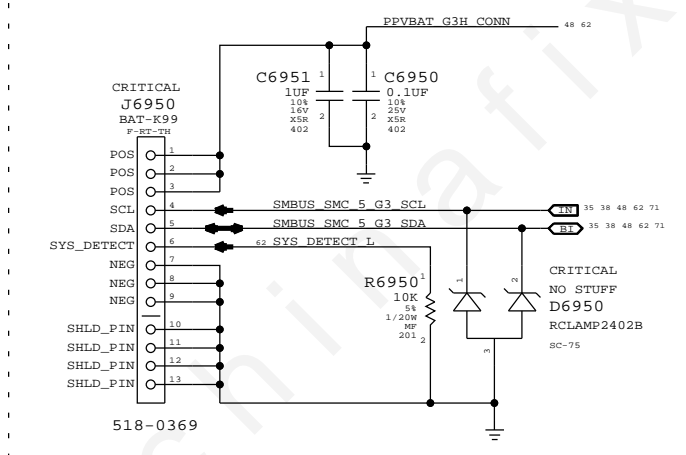 PPVBAT_G3H_CONN 48 62
CRITICAL
J6950
BAT-K99
F-RT-TH
C6951
1UF
10%
16V
X5R
402
1
2
C6950
0.1UF
10%
25V
X5R
402
1
2
POS 1
POS 2
POS 3
SCL 4 SMBUS_SMC_5_G3_SCL IN 35 38 48 62 71
SDA 5 SMBUS_SMC_5_G3_SDA BI 35 38 48 62 71
SYS_DETECT 6 62 SYS_DETECT_L
NEG 7
NEG 8
NEG 9
SHLD_PIN 10
SHLD_PIN 11
SHLD_PIN 12
SHLD_PIN 13
518-0369
R6950
10K
5%
1/20W
MF
201
1
2
1
2
3
CRITICAL
NO STUFF
D6950
RCLAMP2402B
SC-75
chinafix